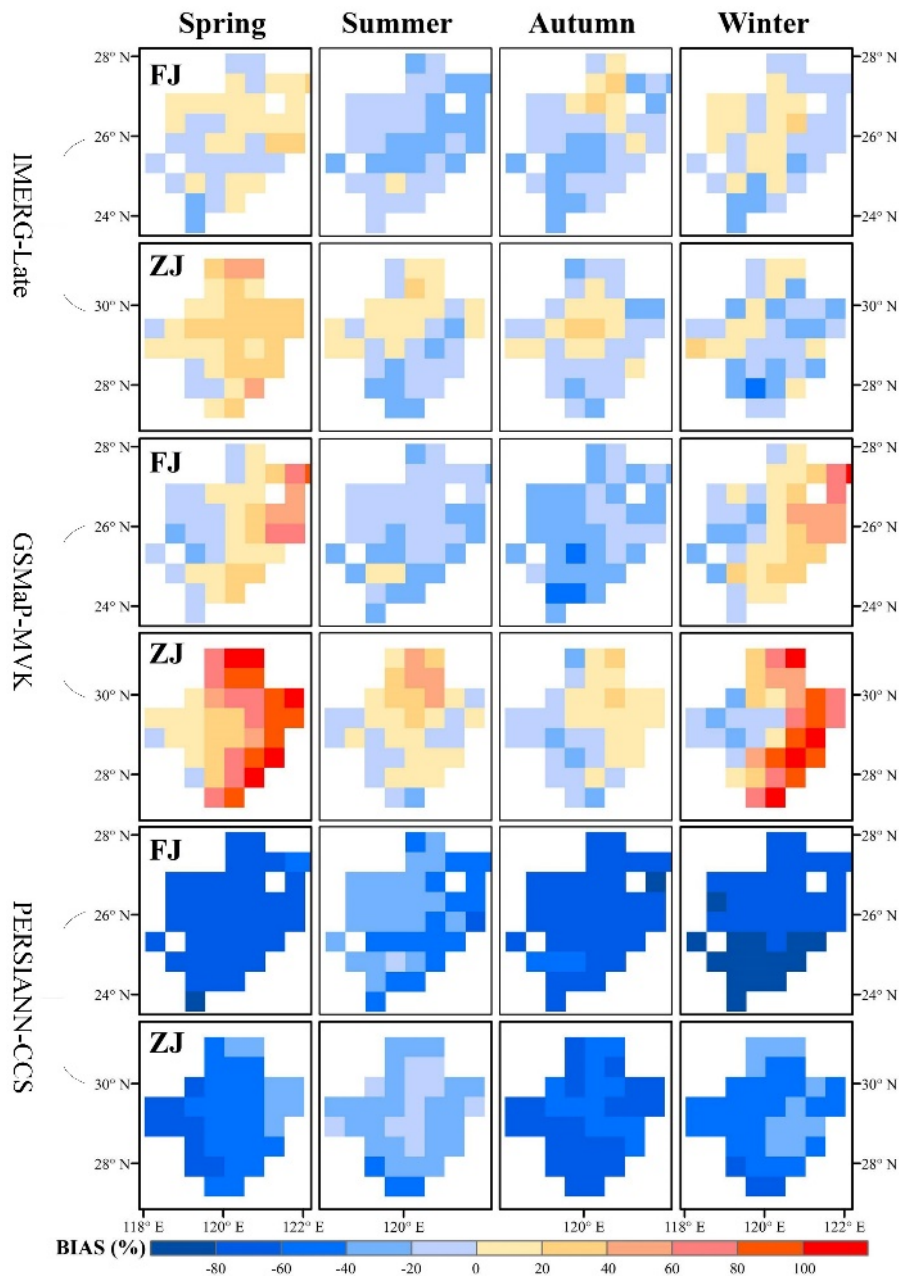 Spring Summer Autumn Winter
IMERG-Late
FJ
28° N 28° N
26° N 26° N
24° N 24° N
ZJ
30° N 30° N
28° N 28° N
GSMaP-MVK
FJ
28° N 28° N
26° N 26° N
24° N 24° N
ZJ
30° N 30° N
28° N 28° N
PERSIANN-CCS
FJ
28° N 28° N
26° N 26° N
24° N 24° N
ZJ
30° N 30° N
28° N 28° N
118° E 120° E 122° E 120° E 120° E 118° E 120° E 122° E
BIAS (%) -80 -60 -40 -20 0 20 40 60 80 100